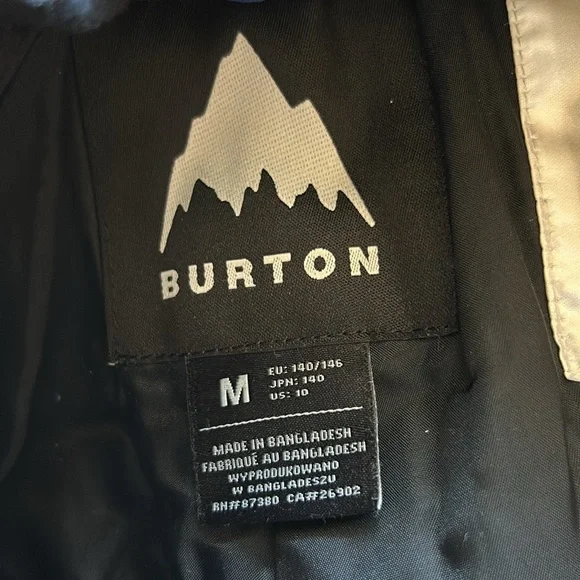 BURTON
M
EU: 140/146
JPN: 140
US: 10
MADE IN BANGLADESH
FABRIQUÉ AU BANGLADESH
WYPRODUKOWANO
W BANGLADESZU
RN#87380 CA#26902